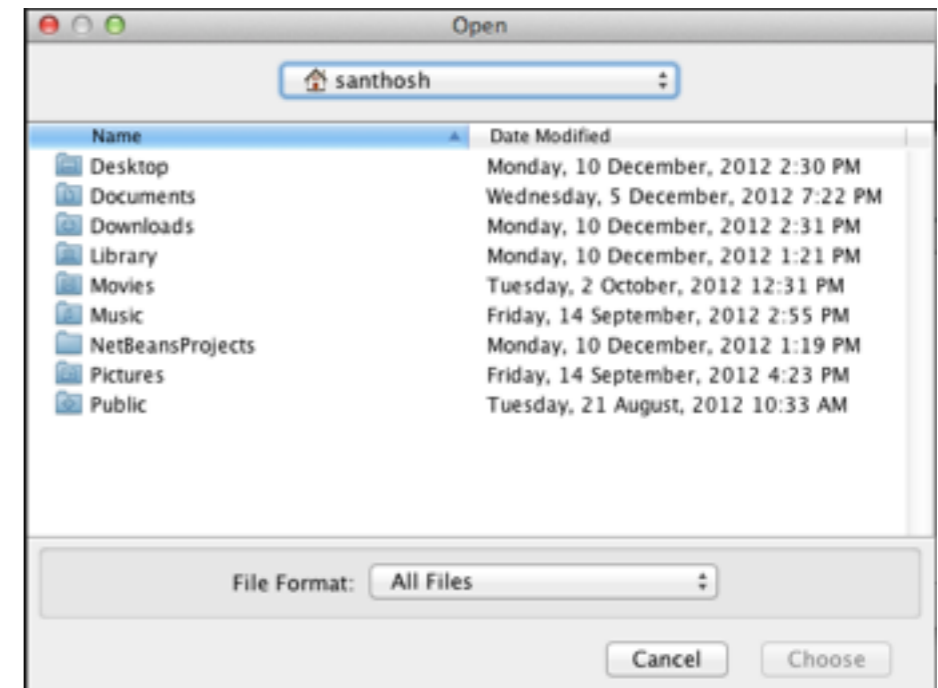 Open
santhosh
Name Date Modified
Desktop Monday, 10 December, 2012 2:30 PM
Documents Wednesday, 5 December, 2012 7:22 PM
Downloads Monday, 10 December, 2012 2:31 PM
Library Monday, 10 December, 2012 1:21 PM
Movies Tuesday, 2 October, 2012 12:31 PM
Music Friday, 14 September, 2012 2:55 PM
NetBeansProjects Monday, 10 December, 2012 1:19 PM
Pictures Friday, 14 September, 2012 4:23 PM
Public Tuesday, 21 August, 2012 10:33 AM
File Format: All Files
Cancel Choose